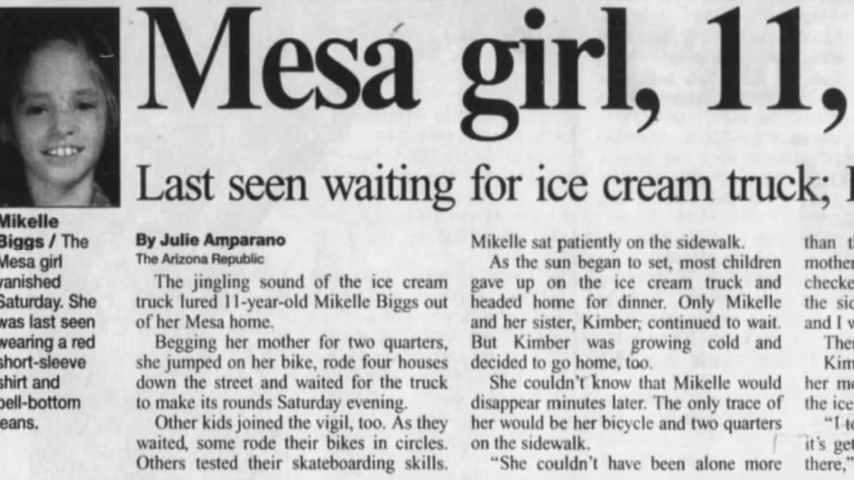 Mesa girl, 11,
Last seen waiting for ice cream truck;
Mikelle
Biggs / The
Mesa girl
vanished
Saturday. She
was last seen
wearing a red
short-sleeve
shirt and
bell-bottom
jeans.
By Julie Amparano
The Arizona Republic
The jingling sound of the ice cream
truck lured 11-year-old Mikelle Biggs out
of her Mesa home.
Begging her mother for two quarters,
she jumped on her bike, rode four houses
down the street and waited for the truck
to make its rounds Saturday evening.
Other kids joined the vigil, too. As they
waited, some rode their bikes in circles.
Others tested their skateboarding skills.
Mikelle sat patiently on the sidewalk.
As the sun began to set, most children
gave up on the ice cream truck and
headed home for dinner. Only Mikelle
and her sister, Kimber, continued to wait.
But Kimber was growing cold and
decided to go home, too.
She couldn't know that Mikelle would
disappear minutes later. The only trace of
her would be her bicycle and two quarters
on the sidewalk.
"She couldn't have been alone more
than
mother
the
and I
her
the ice
it's
there,"